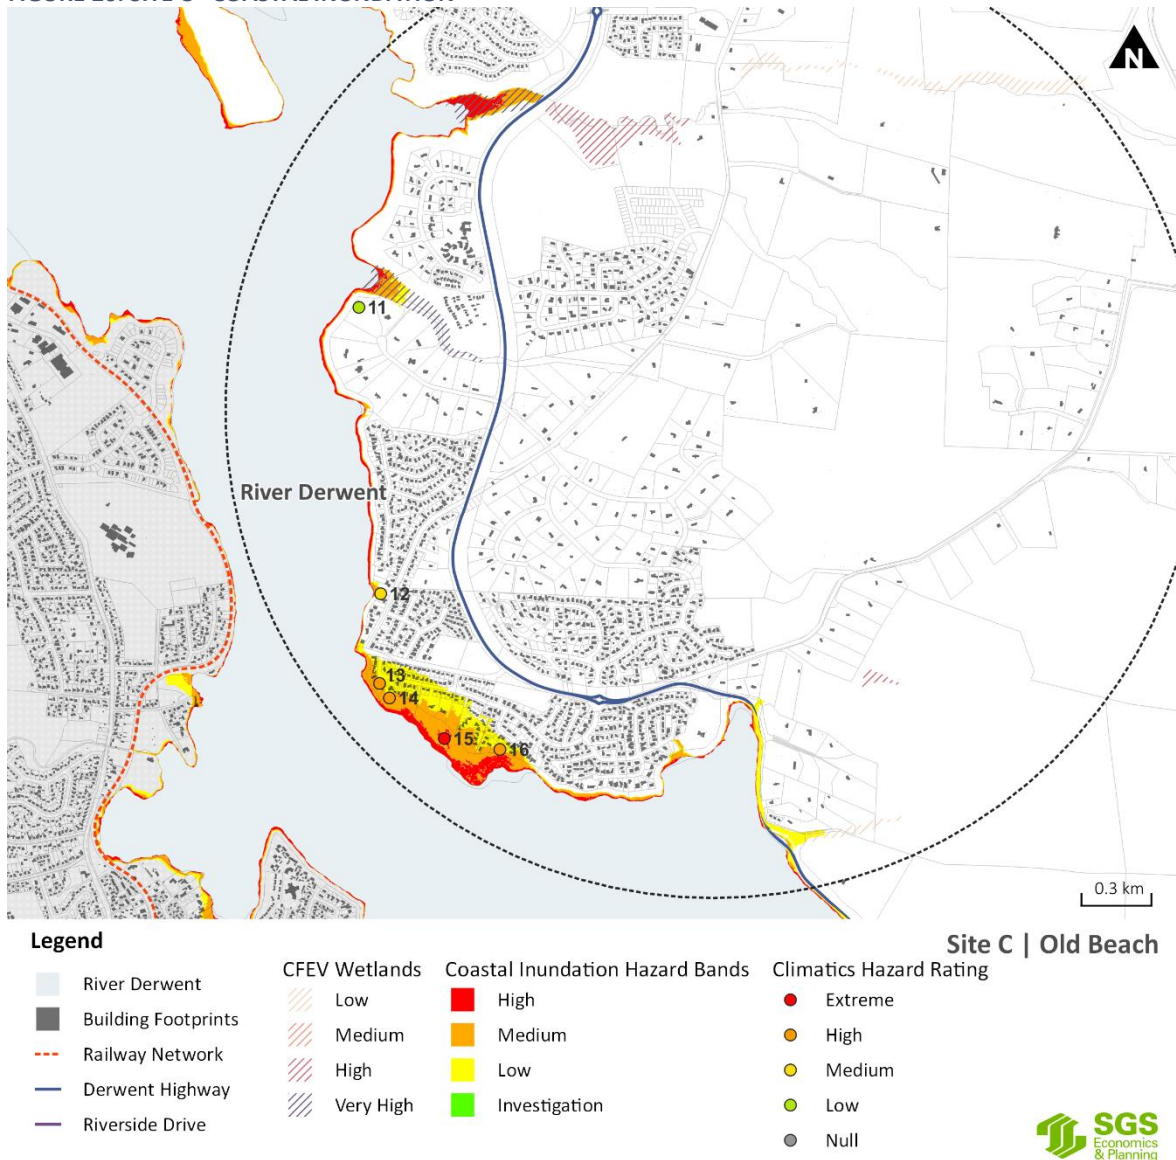 N
11
River Derwent
12
13
14
15
16
0.3 km
Legend
Site C | Old Beach
River Derwent
Building Footprints
Railway Network
Derwent Highway
Riverside Drive
CFEV Wetlands
Low
Medium
High
Very High
Coastal Inundation Hazard Bands
High
Medium
Low
Investigation
Climatics Hazard Rating
Extreme
High
Medium
Low
Null
SGS
Economics
& Planning